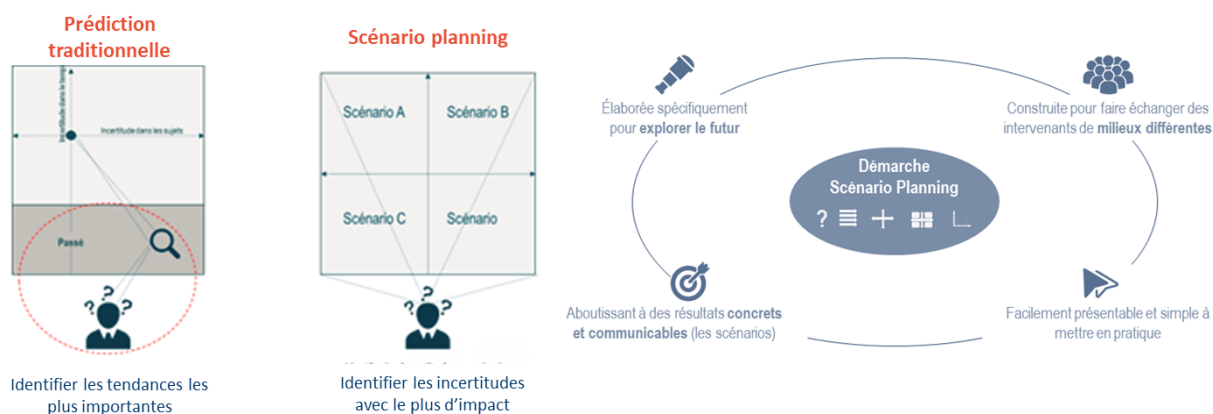 Prédiction
traditionnelle
Incertitude dans le temps
Incertitude dans les sujets
Passé
? ? ?
Identifier les tendances les
plus importantes
Scénario planning
Scénario A
Scénario B
Scénario C
Scénario
? ? ?
Identifier les incertitudes
avec le plus d’impact
Élaborée spécifiquement
pour explorer le futur
Construite pour faire échanger des
intervenants de milieux différentes
Démarche
Scénario Planning
?
Aboutissant à des résultats concrets
et communicables (les scénarios)
Facilement présentable et simple à
mettre en pratique